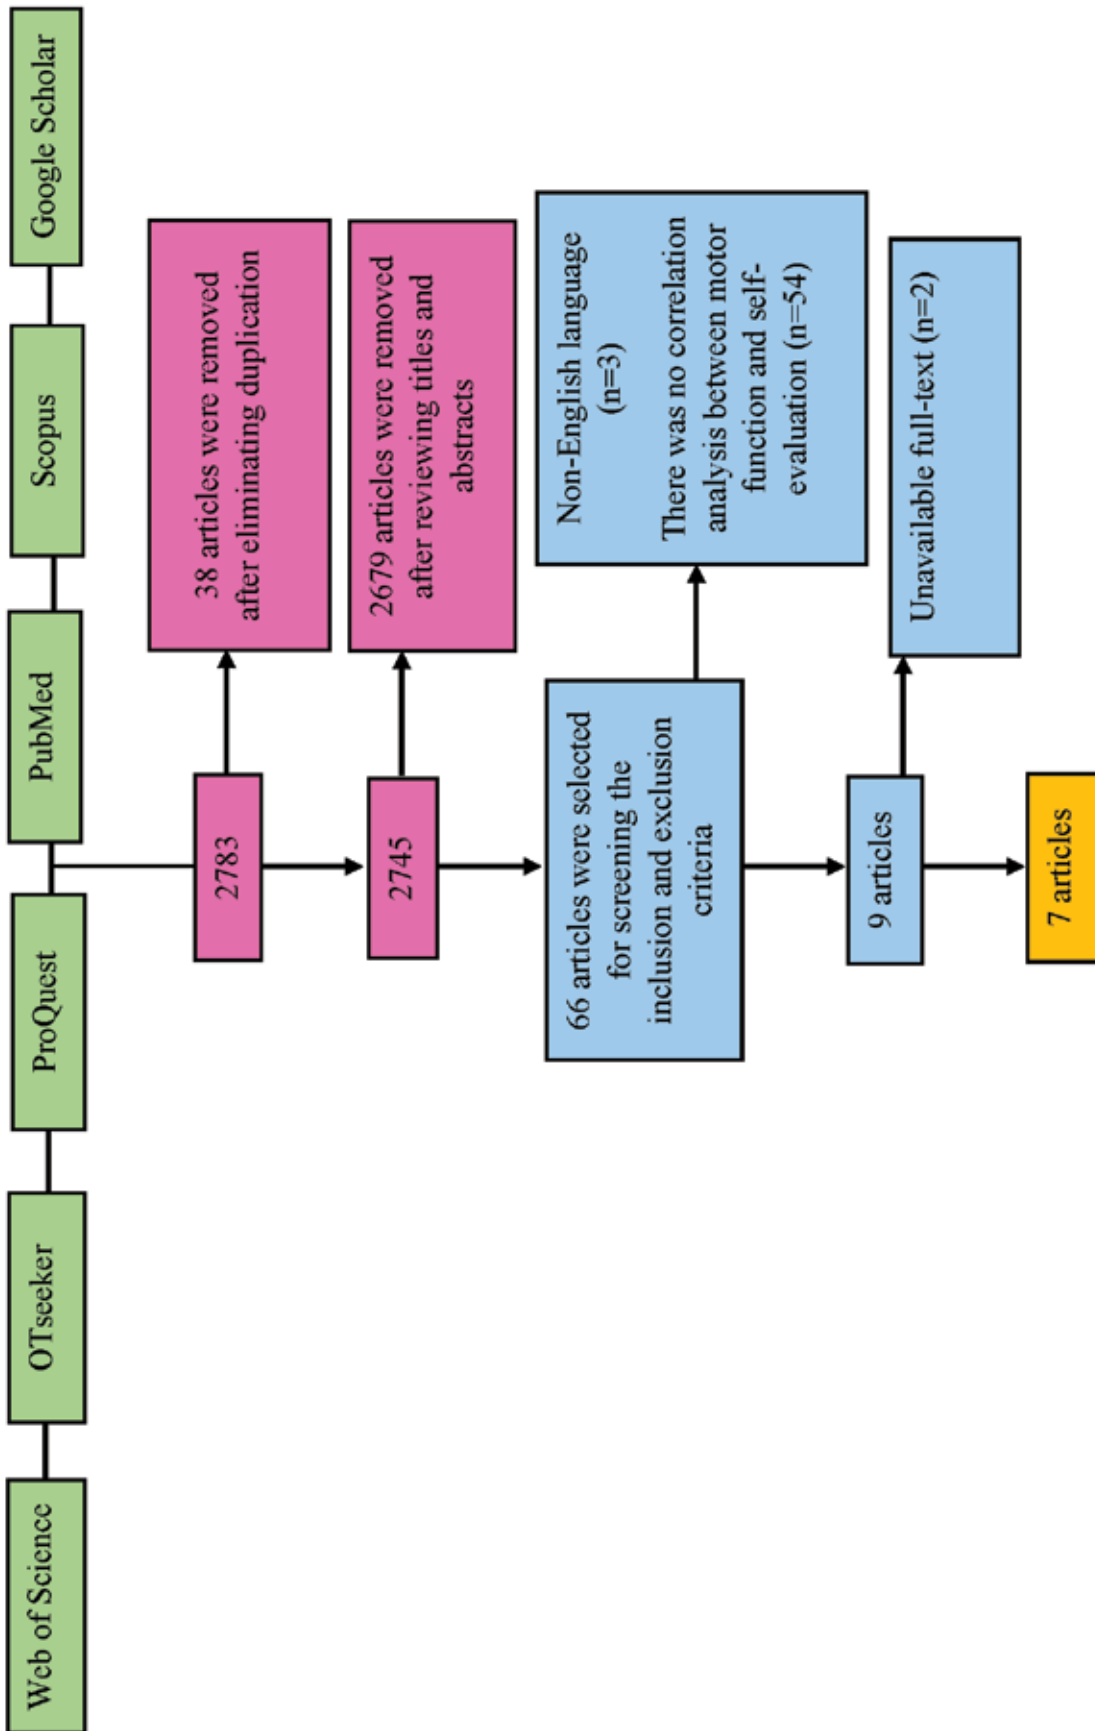 Web of Science
OTseeker
ProQuest
PubMed
Scopus
Google Scholar
2783
38 articles were removed
after eliminating duplication
2745
2679 articles were removed
after reviewing titles and
abstracts
66 articles were selected
for screening the
inclusion and exclusion
criteria
Non-English language
(n=3)
There was no correlation
analysis between motor
function and self-
evaluation (n=54)
9 articles
Unavailable full-text (n=2)
7 articles